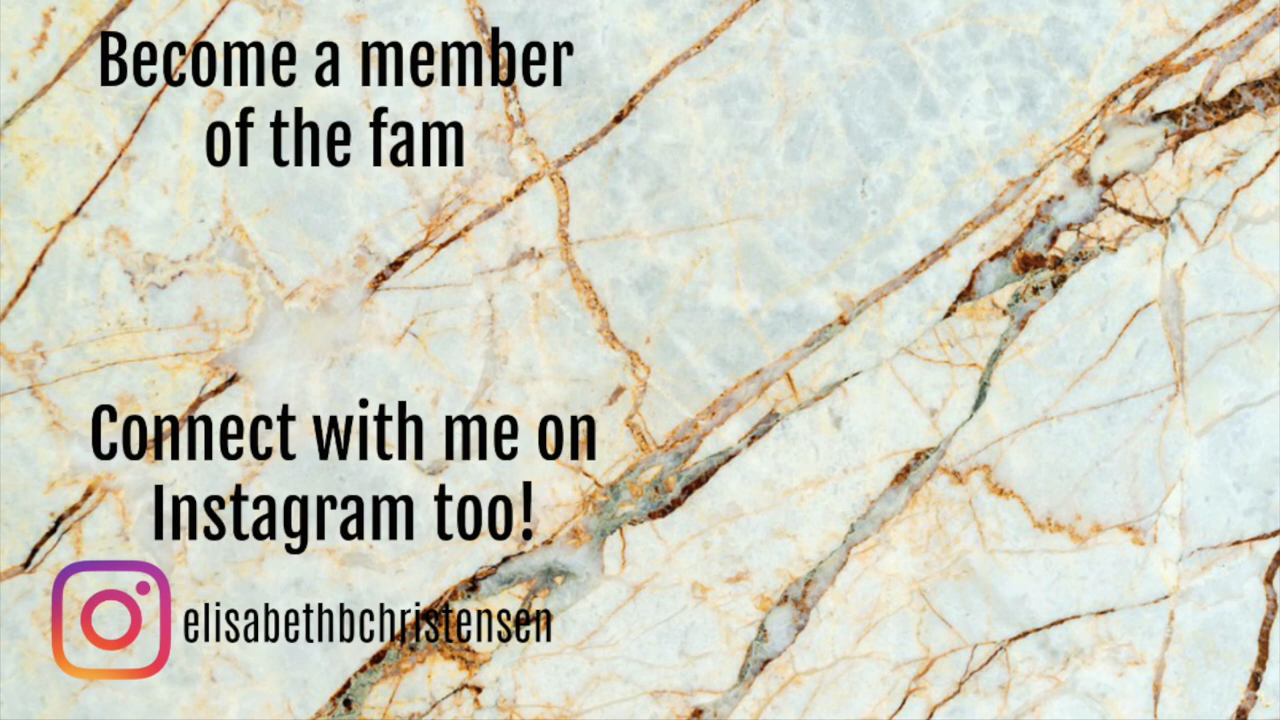 Become a member
of the fam
Connect with me on
Instagram too!
elisabethbchristensen